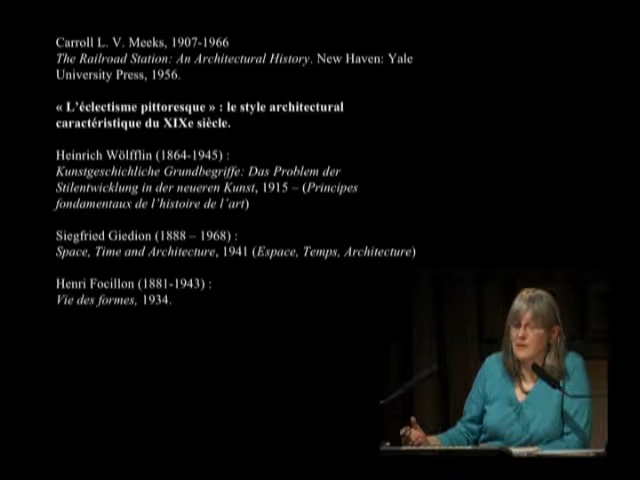 Carroll L. V. Meeks, 1907-1966
The Railroad Station: An Architectural History. New Haven: Yale
University Press, 1956.
« L'éclectisme pittoresque » : le style architectural
caractéristique du XIXe siècle.
Heinrich Wölfflin (1864-1945) :
Kunstgeschichliche Grundbegriffe: Das Problem der
Stilentwicklung in der neueren Kunst, 1915 – (Principes
fondamentaux de l'histoire de l'art)
Siegfried Giedion (1888 – 1968) :
Space, Time and Architecture, 1941 (Espace, Temps, Architecture)
Henri Focillon (1881-1943) :
Vie des formes, 1934.